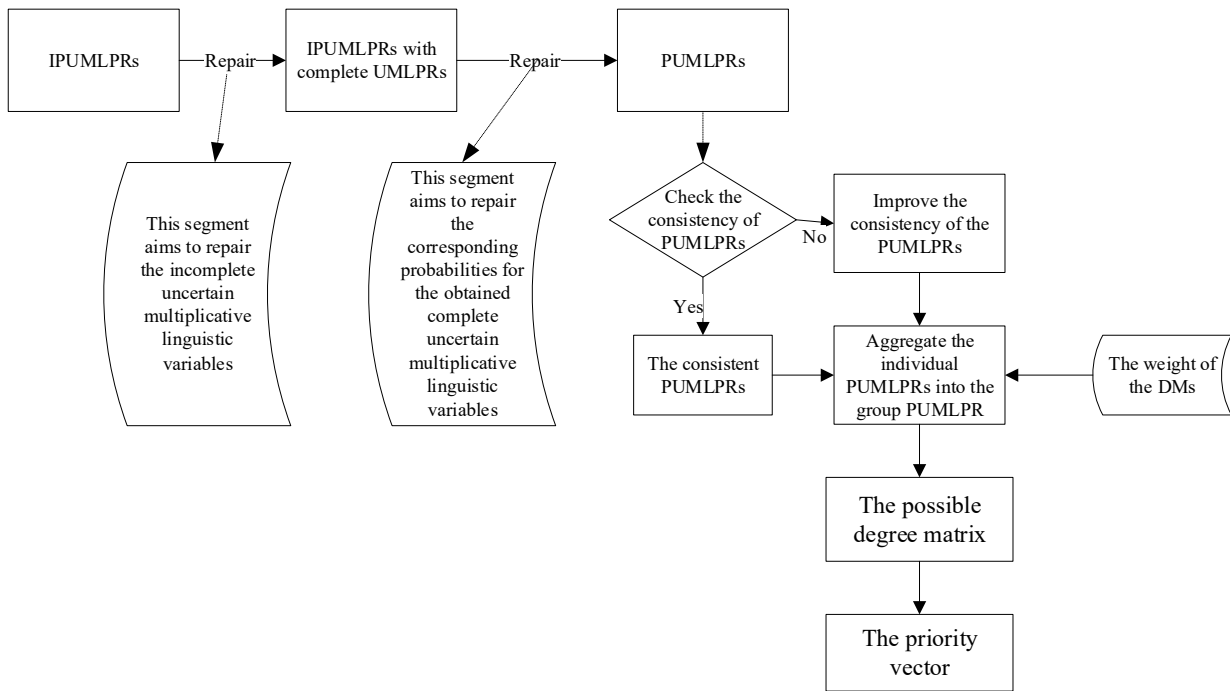 IPUMLPRs
Repair
IPUMLPRs with
complete UMLPRs
Repair
PUMLPRs
This segment
aims to repair
the incomplete
uncertain
multiplicative
linguistic
variables
This segment
aims to repair
the
corresponding
probabilities for
the obtained
complete
uncertain
multiplicative
linguistic
variables
Check the
consistency of
PUMLPRs
No
Improve the
consistency of the
PUMLPRs
Yes
The consistent
PUMLPRs
Aggregate the
individual
PUMLPRs into the
group PUMLPR
The weight of
the DMs
The possible
degree matrix
The priority
vector